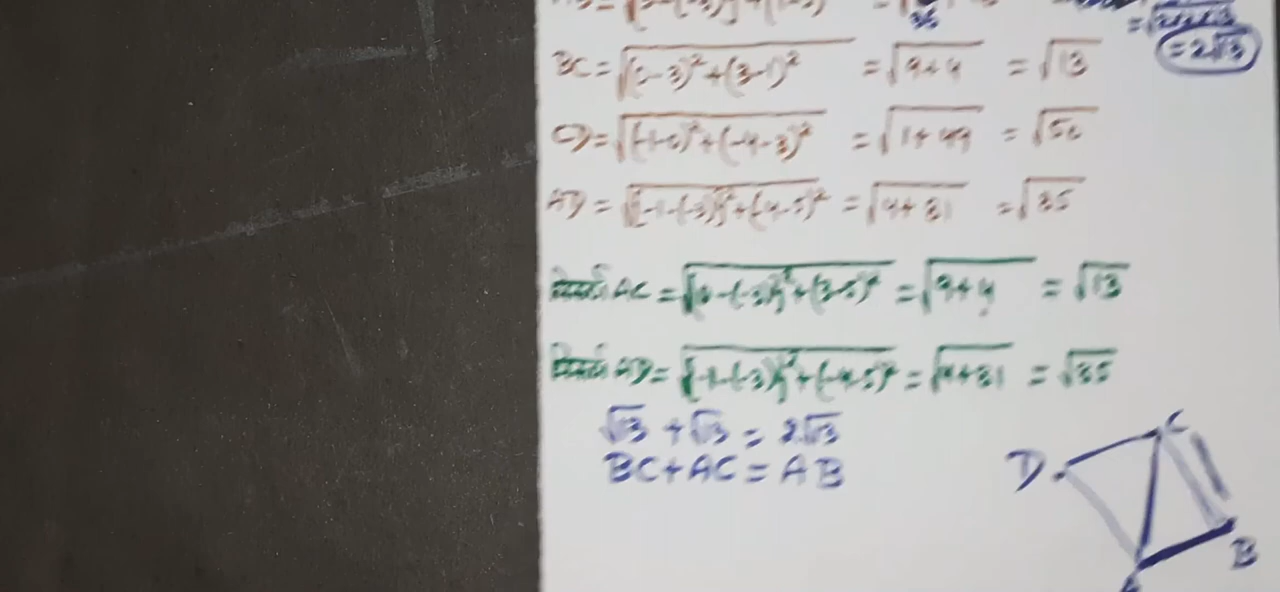 = 2√13
BC = √(0-3)² + (3-1)² = √9+4 = √13
CD = √(-1-0)² + (-4-3)² = √1+49 = √50
AD = √[-1-(-3)]² + (-4-5)² = √4+81 = √85
AC = √[0-(-3)]² + (3-5)² = √9+4 = √13
AD = √[-1-(-3)]² + (-4-5)² = √4+81 = √85
√13 + √13 = 2√13
BC + AC = AB
C
D
B
A